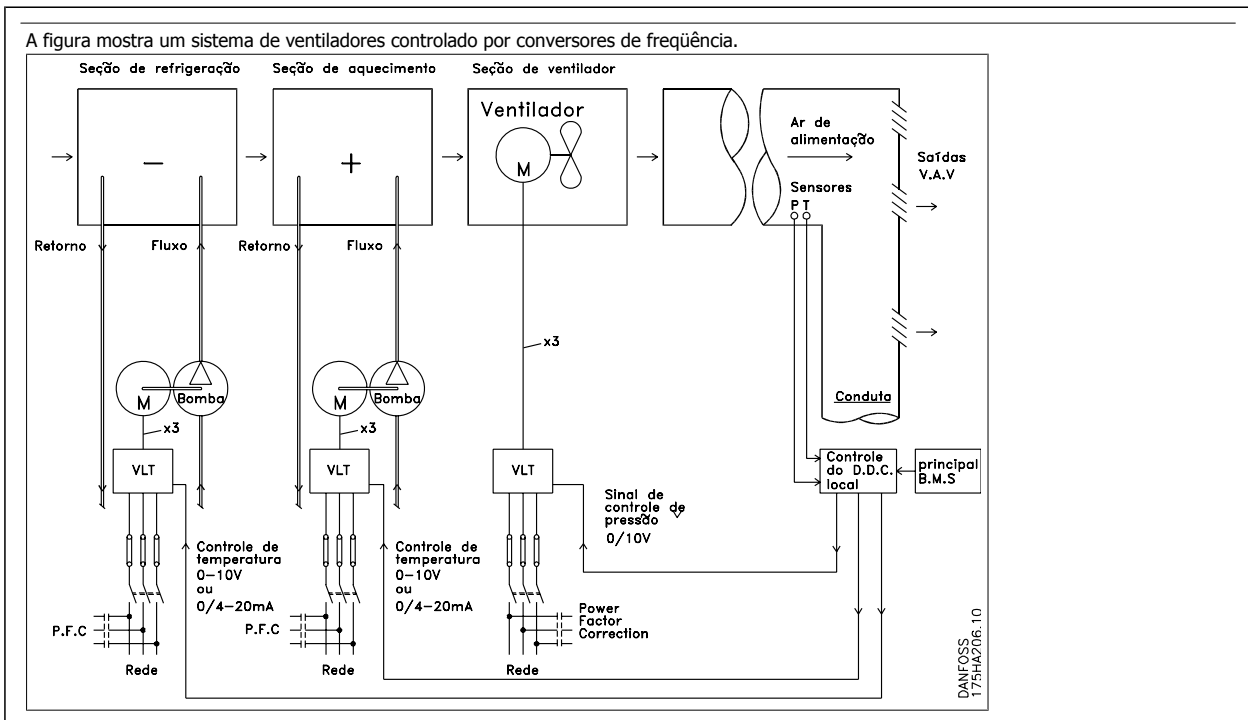 A figura mostra um sistema de ventiladores controlado por conversores de freqüência.
Seção de refrigeração
Seção de aquecimento
Seção de ventilador
–
+
Ventilador
M
Ar de
alimentação
Saídas
V.A.V
Sensores
P T
Retorno
Fluxo
Retorno
Fluxo
x3
M
Bomba
M
Bomba
Conduta
x3
x3
VLT
VLT
VLT
Controle
do D.D.C.
local
principal
B.M.S
Sinal de
controle de
pressão
0/10V
Controle de
temperatura
0–10V
ou
0/4–20mA
Controle de
temperatura
0–10V
ou
0/4–20mA
P.F.C
P.F.C
Power
Factor
Correction
Rede
Rede
Rede
DANFOSS
175HA206.10